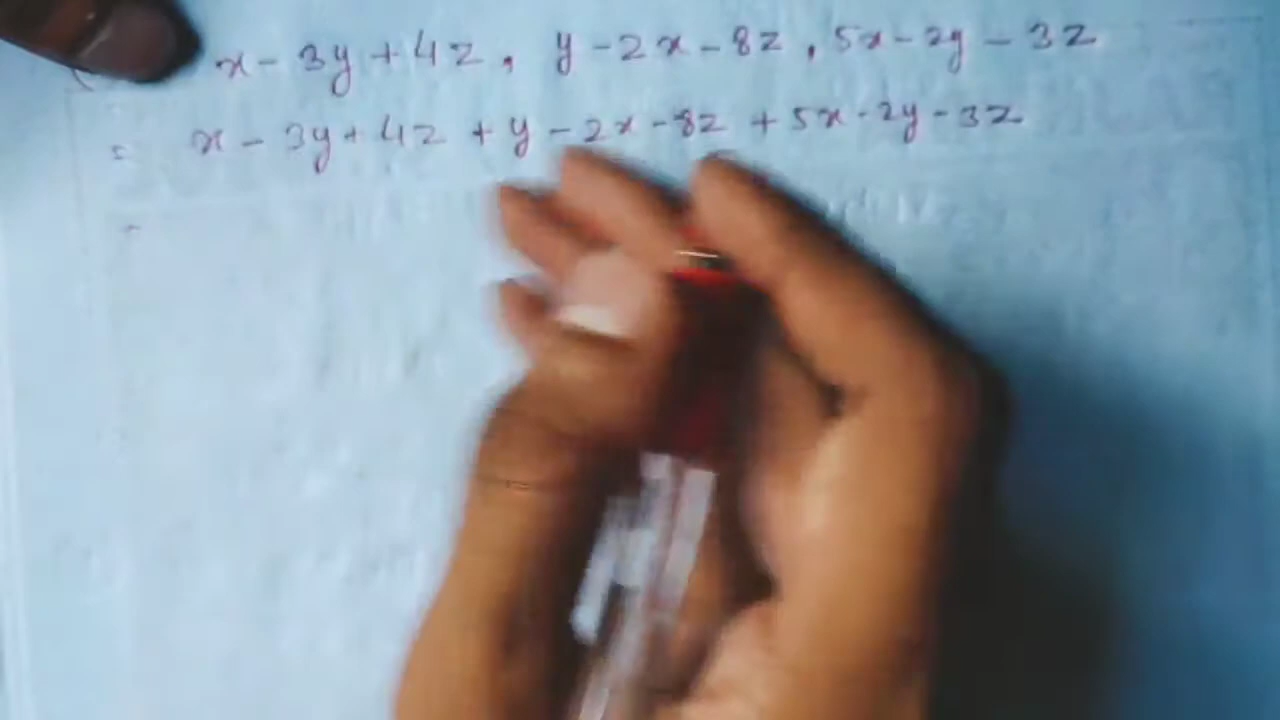 x - 3y + 4z , y - 2x - 8z , 5x - 2y - 3z
= x - 3y + 4z + y - 2x - 8z + 5x - 2y - 3z